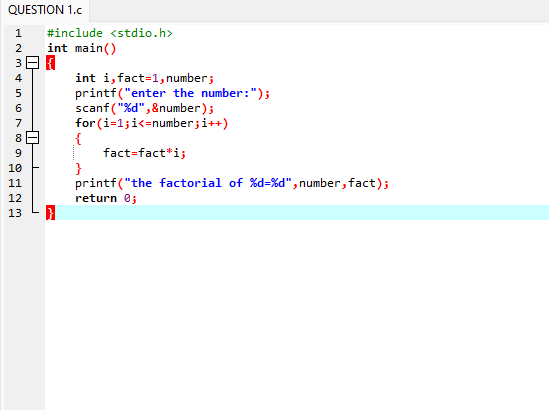 QUESTION 1.c
1 #include <stdio.h>
2 int main()
3 {
4 int i,fact=1,number;
5 printf("enter the number:");
6 scanf("%d",&number);
7 for(i=1;i<=number;i++)
8 {
9 fact=fact*i;
10 }
11 printf("the factorial of %d=%d",number,fact);
12 return 0;
13 }